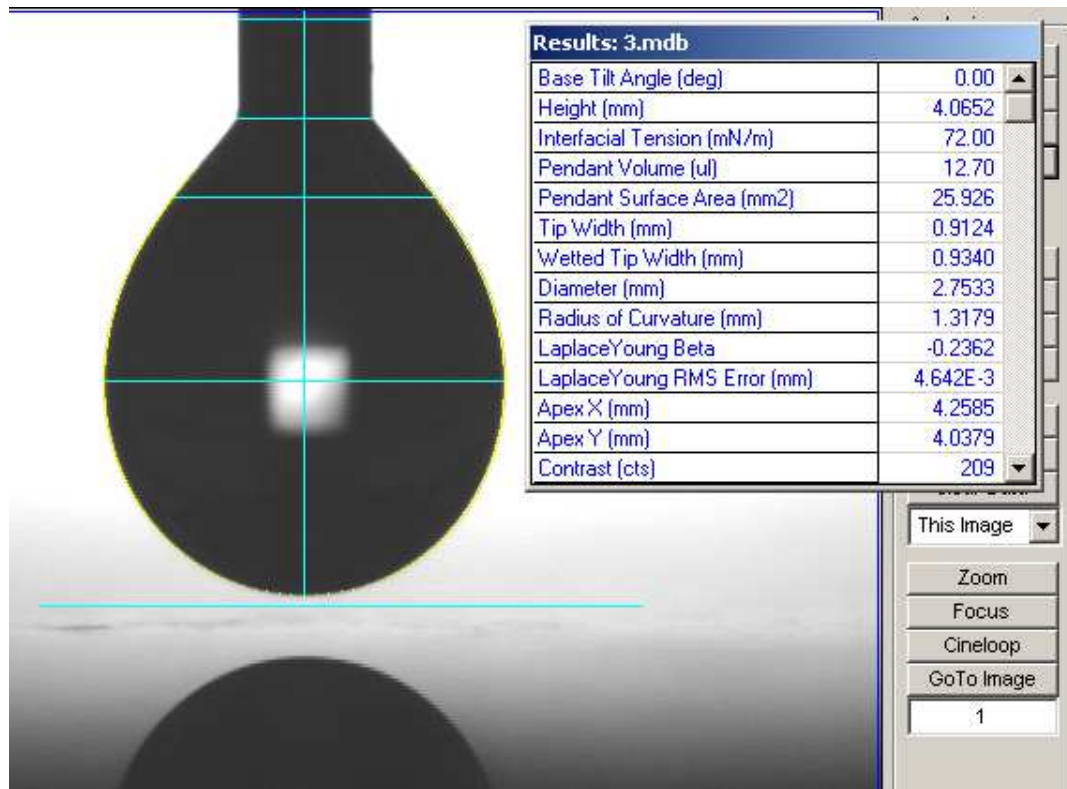 Results: 3.mdb
Base Tilt Angle (deg) 0.00
Height (mm) 4.0652
Interfacial Tension (mN/m) 72.00
Pendant Volume (ul) 12.70
Pendant Surface Area (mm2) 25.926
Tip Width (mm) 0.9124
Wetted Tip Width (mm) 0.9340
Diameter (mm) 2.7533
Radius of Curvature (mm) 1.3179
LaplaceYoung Beta -0.2362
LaplaceYoung RMS Error (mm) 4.642E-3
Apex X (mm) 4.2585
Apex Y (mm) 4.0379
Contrast (cts) 209
This Image
Zoom
Focus
Cineloop
GoTo Image
1